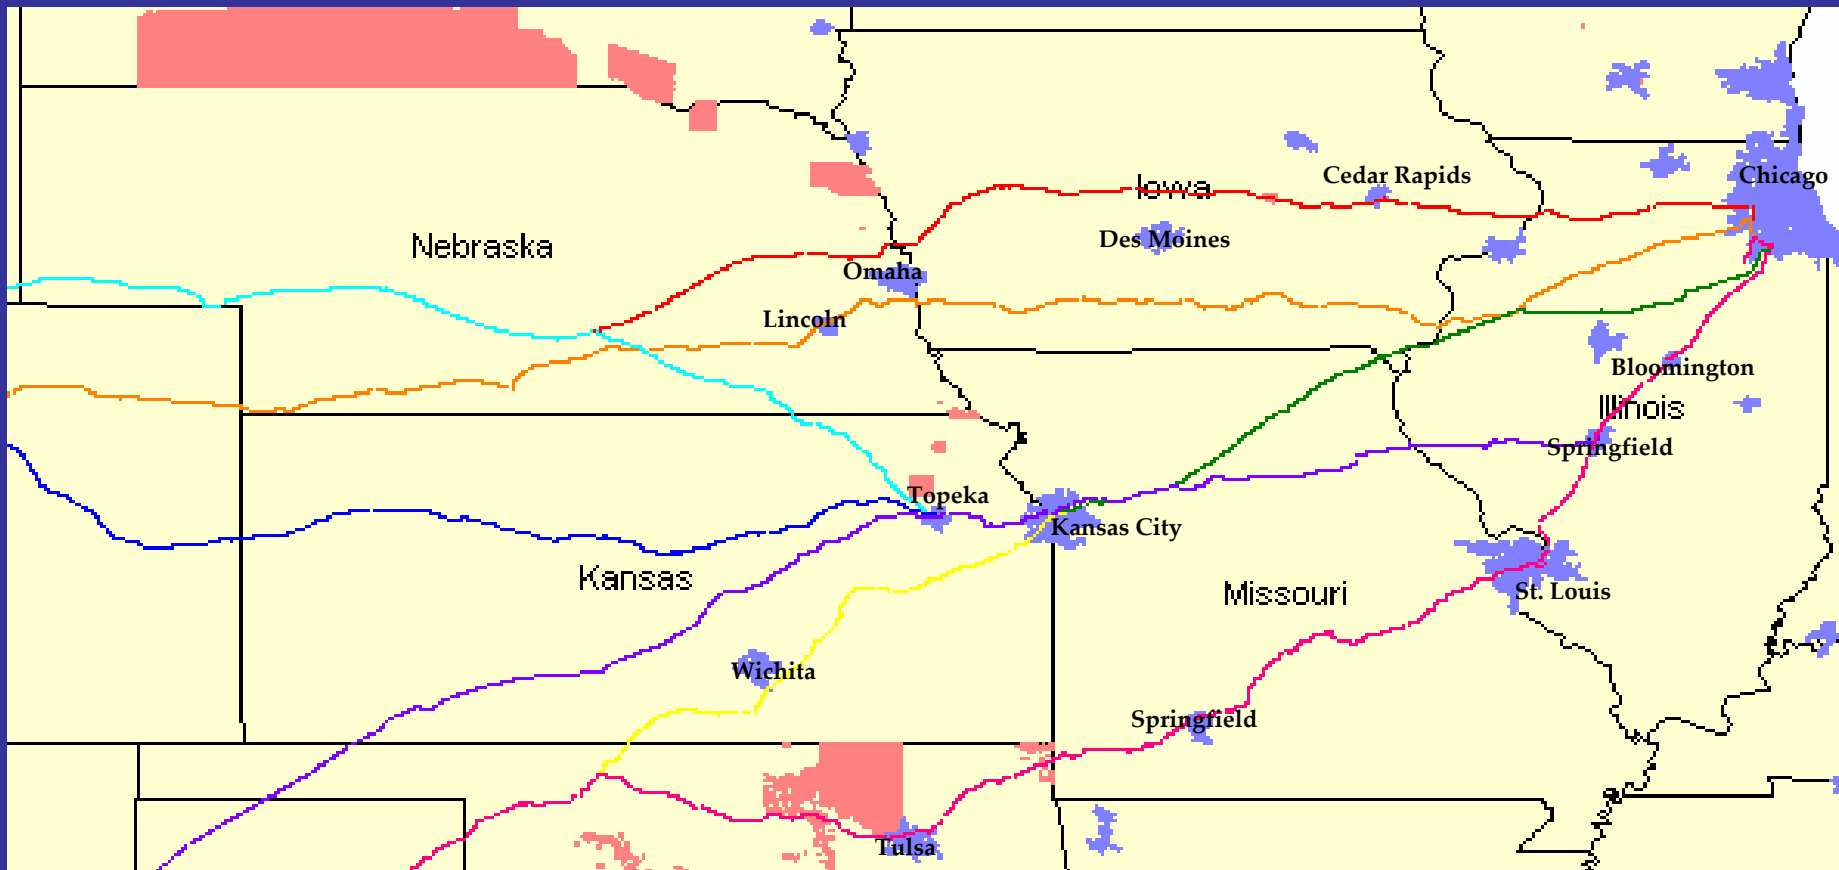 Cedar Rapids
Chicago
Iowa
Des Moines
Nebraska
Omaha
Lincoln
Bloomington
Illinois
Springfield
Topeka
Kansas City
Kansas
Missouri
St. Louis
Wichita
Springfield
Tulsa